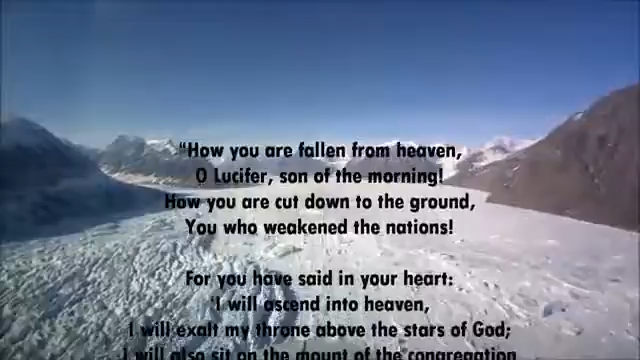 “How you are fallen from heaven,
O Lucifer, son of the morning!
How you are cut down to the ground,
You who weakened the nations!
For you have said in your heart:
‘I will ascend into heaven,
I will exalt my throne above the stars of God;
I will also sit on the mount of the congregation